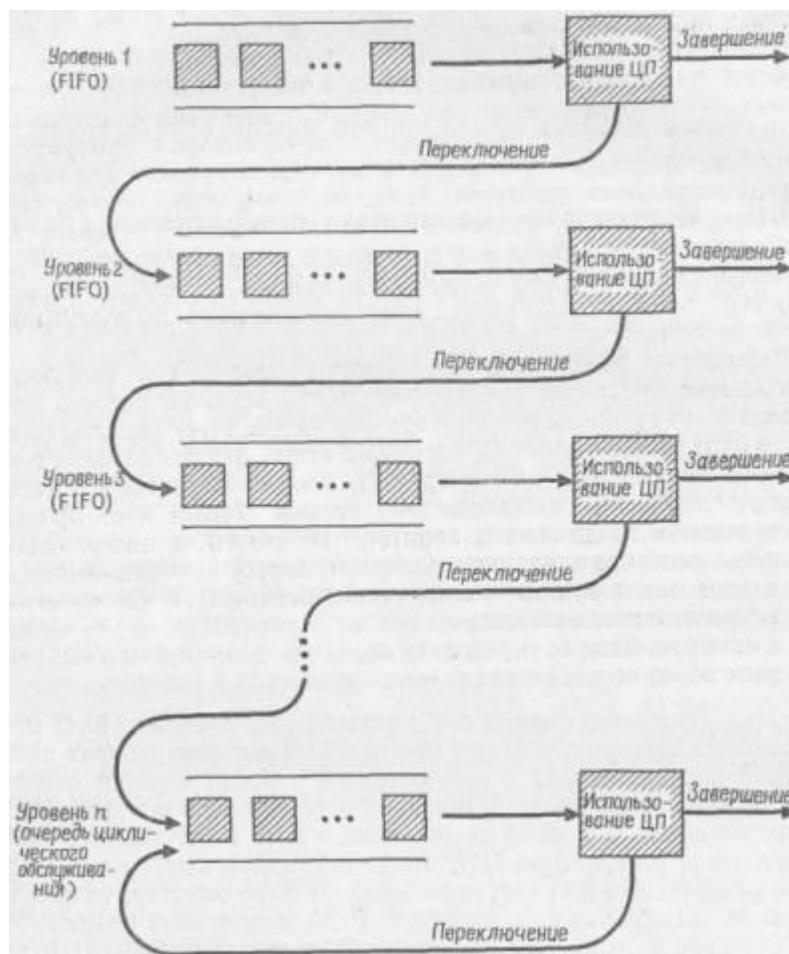 Уровень 1
(FIFO)
Использо-
вание ЦП
Завершение
Переключение
Уровень 2
(FIFO)
Использо-
вание ЦП
Завершение
Переключение
Уровень 3
(FIFO)
Использо-
вание ЦП
Завершение
Переключение
Уровень n
(очередь цикли-
ческого
обслужива-
ния)
Использо-
вание ЦП
Завершение
Переключение